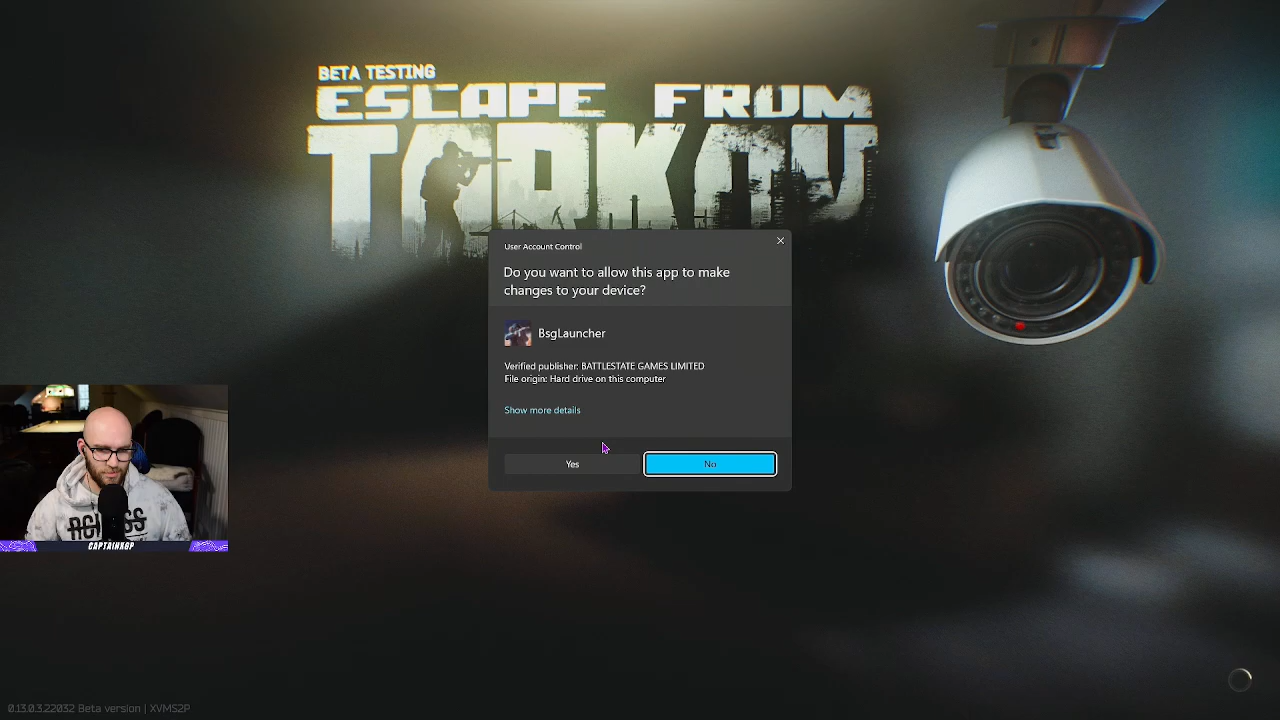 BETA TESTING
ESCAPE FROM
TARKOV
User Account Control
Do you want to allow this app to make
changes to your device?
BsgLauncher
Verified publisher: BATTLESTATE GAMES LIMITED
File origin: Hard drive on this computer
Show more details
Yes
No
CAPTAINXGP
0.13.0.3.22032 Beta version | XVMS2P